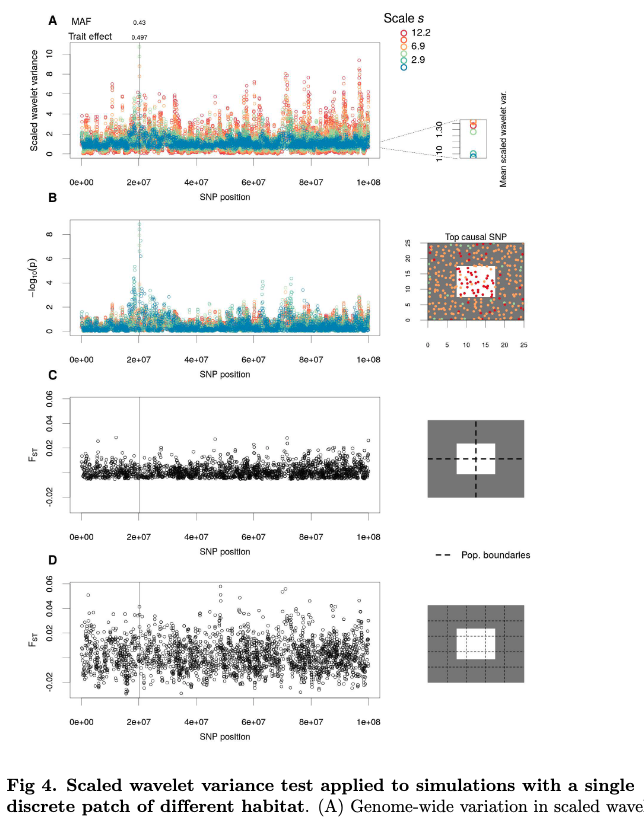 A
MAF
0.43
Trait effect
0.497
Scale s
12.2
6.9
2.9
Scaled wavelet variance
10
8
6
4
2
0
0e+00 2e+07 4e+07 6e+07 8e+07 1e+08
SNP position
1.30
1.10
Mean scaled wavelet var.
B
−log10(p)
8
6
4
2
0
0e+00 2e+07 4e+07 6e+07 8e+07 1e+08
SNP position
Top causal SNP
25
20
15
10
5
0
0 5 10 15 20 25
C
FST
0.06
0.02
-0.02
0e+00 2e+07 4e+07 6e+07 8e+07 1e+08
SNP position
Pop. boundaries
D
FST
0.06
0.02
-0.02
0e+00 2e+07 4e+07 6e+07 8e+07 1e+08
SNP position
Fig 4. Scaled wavelet variance test applied to simulations with a single
discrete patch of different habitat. (A) Genome-wide variation in scaled wavel